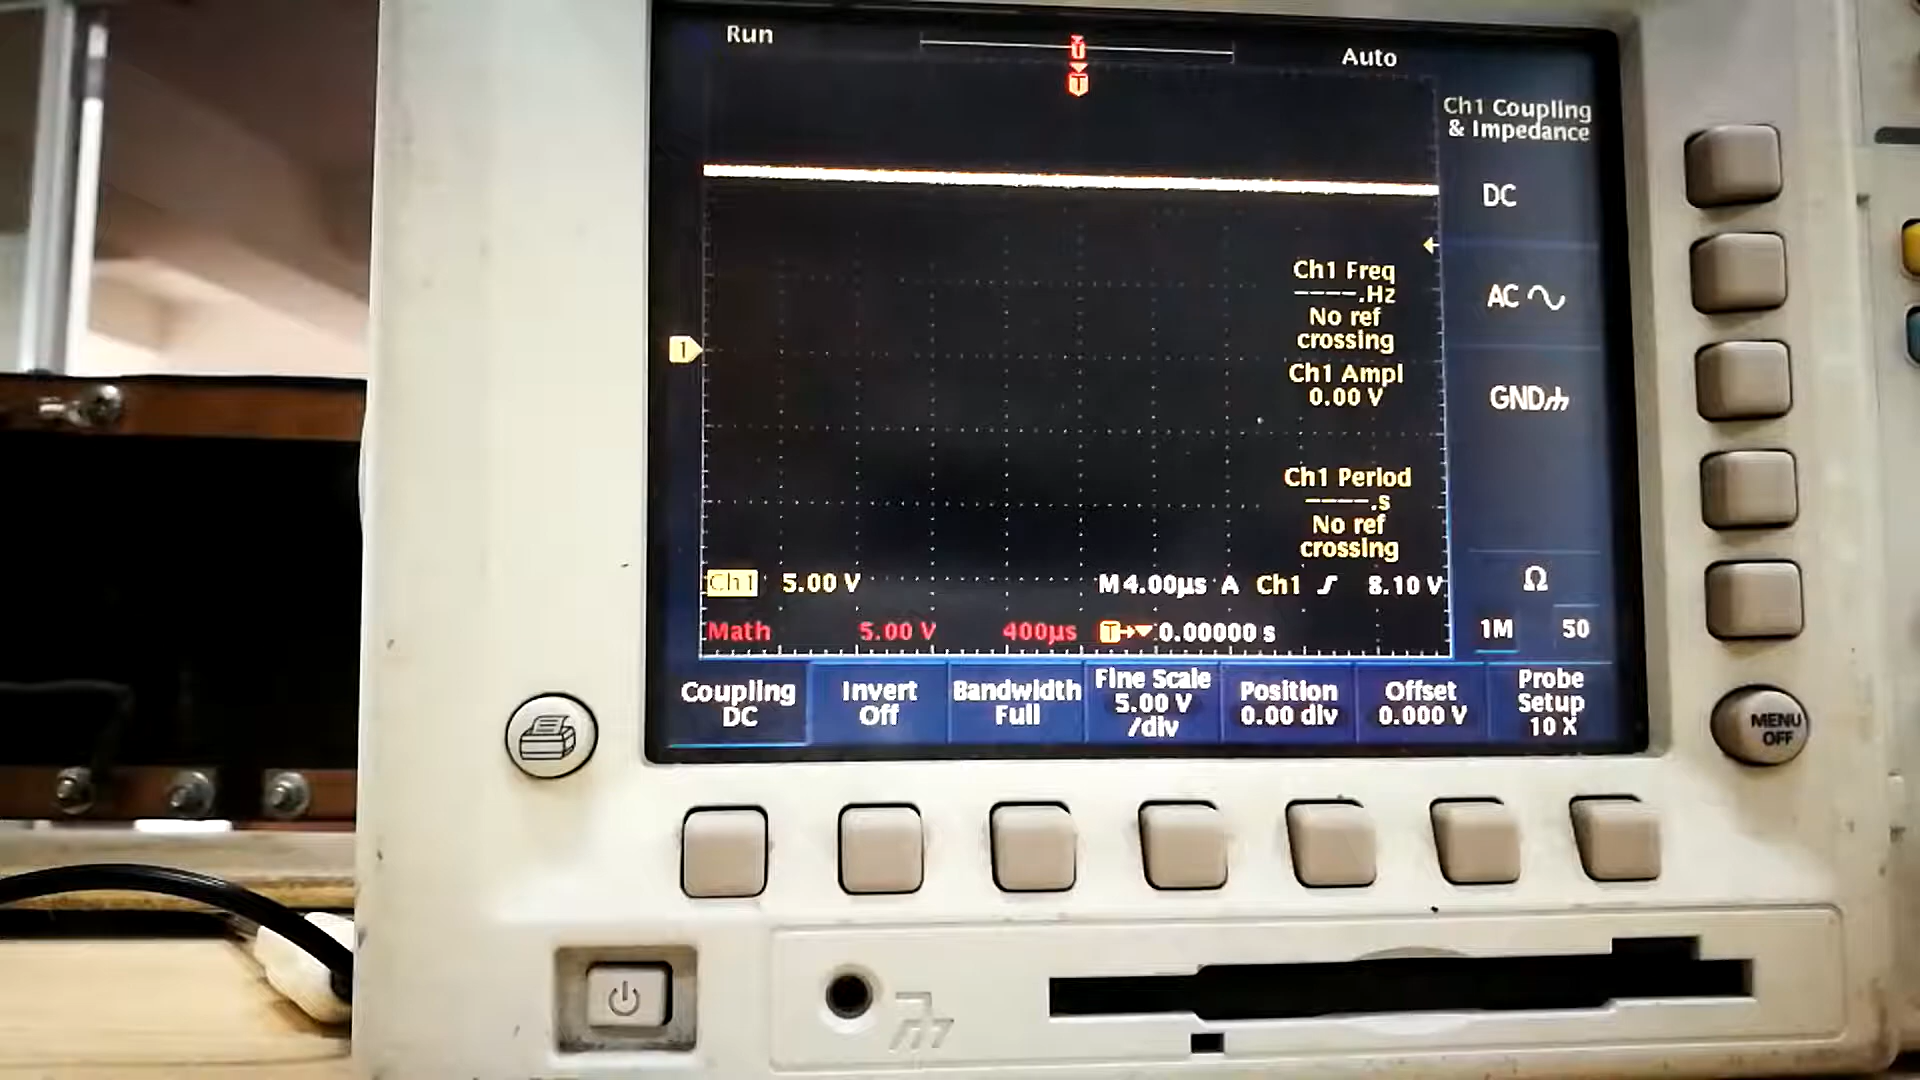 Run
Auto
T
T
Ch1 Coupling
& Impedance
DC
AC
GND
Ch1 Freq
----.Hz
No ref
crossing
1
Ch1 Ampl
0.00 V
Ch1 Period
----.s
No ref
crossing
Ch1 5.00 V M 4.00µs A Ch1 8.10 V
Math 5.00 V 400µs T 0.00000 s
Ω
1M 50
Coupling
DC
Invert
Off
Bandwidth
Full
Fine Scale
5.00 V
/div
Position
0.00 div
Offset
0.000 V
Probe
Setup
10 X
MENU
OFF